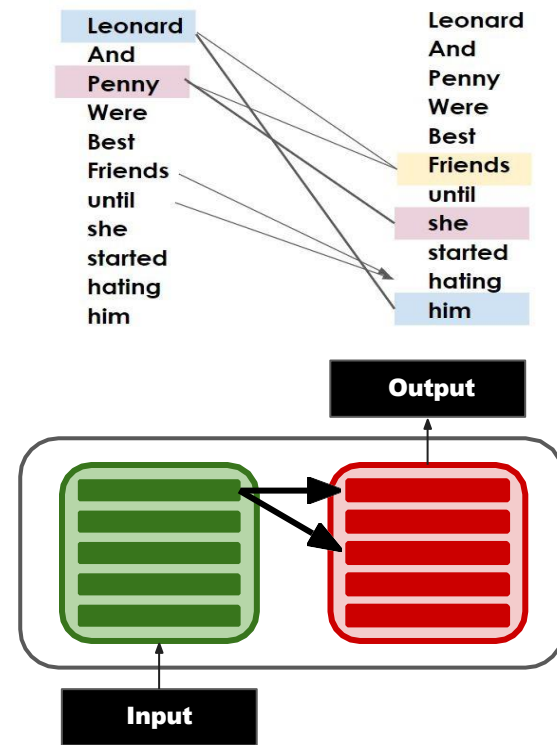 Leonard
And
Penny
Were
Best
Friends
until
she
started
hating
him
Leonard
And
Penny
Were
Best
Friends
until
she
started
hating
him
Output
Input